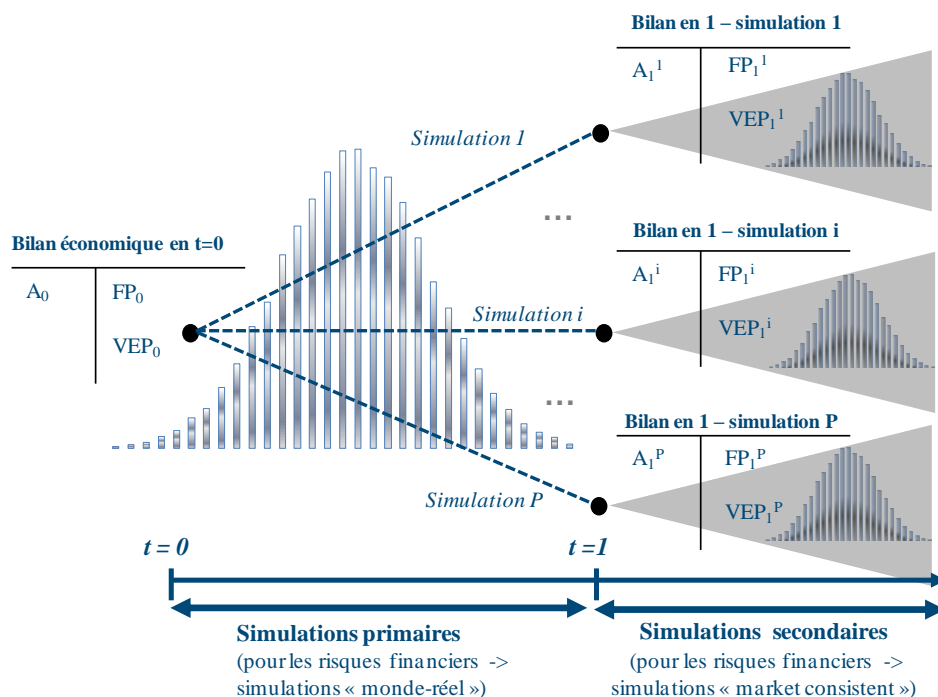 Bilan en 1 – simulation 1
A₁¹ FP₁¹
VEP₁¹
Simulation 1
...
Bilan économique en t=0
A₀ FP₀
VEP₀
Bilan en 1 – simulation i
A₁ⁱ FP₁ⁱ
VEP₁ⁱ
Simulation i
...
Bilan en 1 – simulation P
A₁ᴾ FP₁ᴾ
VEP₁ᴾ
Simulation P
t = 0 t=1
Simulations primaires
(pour les risques financiers ->
simulations « monde-réel »)
Simulations secondaires
(pour les risques financiers ->
simulations « market consistent »)